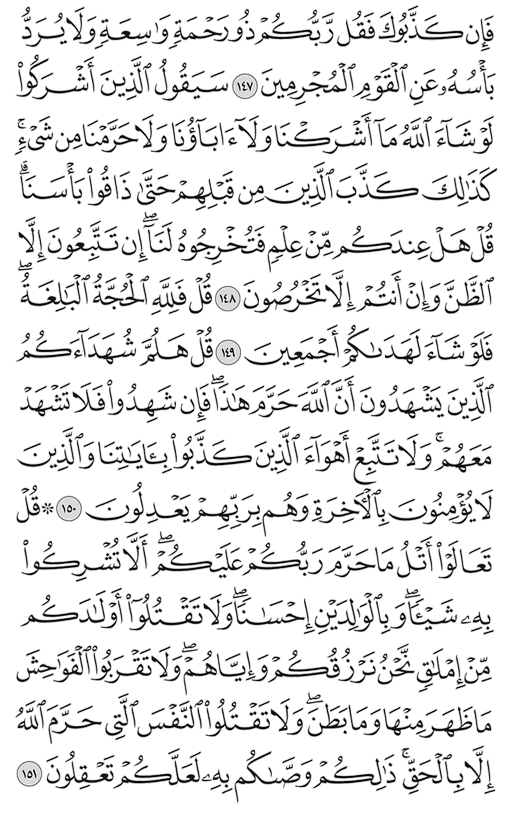 فَإِن كَذَّبُوكَ فَقُل رَّبُّكُمْ ذُو رَحْمَةٍ وَٰسِعَةٍ وَلَا يُرَدُّ
بَأْسُهُۥ عَنِ ٱلْقَوْمِ ٱلْمُجْرِمِينَ ١٤٧ سَيَقُولُ ٱلَّذِينَ أَشْرَكُوا۟
لَوْ شَآءَ ٱللَّهُ مَآ أَشْرَكْنَا وَلَآ ءَابَآؤُنَا وَلَا حَرَّمْنَا مِن شَىْءٍۚ
كَذَٰلِكَ كَذَّبَ ٱلَّذِينَ مِن قَبْلِهِمْ حَتَّىٰ ذَاقُوا۟ بَأْسَنَاۗ
قُلْ هَلْ عِندَكُم مِّنْ عِلْمٍ فَتُخْرِجُوهُ لَنَآۖ إِن تَتَّبِعُونَ إِلَّا
ٱلظَّنَّ وَإِنْ أَنتُمْ إِلَّا تَخْرُصُونَ ١٤٨ قُلْ فَلِلَّهِ ٱلْحُجَّةُ ٱلْبَٰلِغَةُۖ
فَلَوْ شَآءَ لَهَدَىٰكُمْ أَجْمَعِينَ ١٤٩ قُلْ هَلُمَّ شُهَدَآءَكُمُ
ٱلَّذِينَ يَشْهَدُونَ أَنَّ ٱللَّهَ حَرَّمَ هَٰذَاۖ فَإِن شَهِدُوا۟ فَلَا تَشْهَدْ
مَعَهُمْۚ وَلَا تَتَّبِعْ أَهْوَآءَ ٱلَّذِينَ كَذَّبُوا۟ بِـَٔايَٰتِنَا وَٱلَّذِينَ
لَا يُؤْمِنُونَ بِٱلْءَاخِرَةِ وَهُم بِرَبِّهِمْ يَعْدِلُونَ ١٥٠ * قُلْ
تَعَالَوْا۟ أَتْلُ مَا حَرَّمَ رَبُّكُمْ عَلَيْكُمْۖ أَلَّا تُشْرِكُوا۟
بِهِۦ شَيْـًٔاۖ وَبِٱلْوَٰلِدَيْنِ إِحْسَٰنًاۖ وَلَا تَقْتُلُوٓا۟ أَوْلَٰدَكُم
مِّنْ إِمْلَٰقٍۖ نَّحْنُ نَرْزُقُكُمْ وَإِيَّاهُمْۖ وَلَا تَقْرَبُوا۟ ٱلْفَوَٰحِشَ
مَا ظَهَرَ مِنْهَا وَمَا بَطَنَۖ وَلَا تَقْتُلُوا۟ ٱلنَّفْسَ ٱلَّتِى حَرَّمَ ٱللَّهُ
إِلَّا بِٱلْحَقِّۚ ذَٰلِكُمْ وَصَّىٰكُم بِهِۦ لَعَلَّكُمْ تَعْقِلُونَ ١٥١